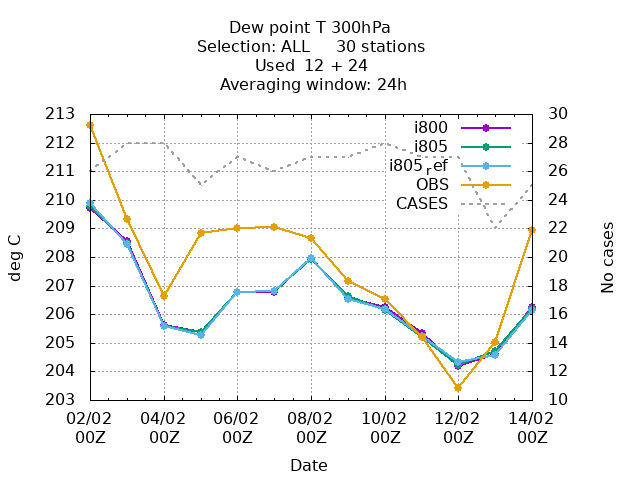 Dew point T 300hPa
Selection: ALL 30 stations
Used 12 + 24
Averaging window: 24h
213 30
212 28
211 26
210 24
209 22
208 20
207 18
206 16
205 14
204 12
203 10
i800
i805
i805ref
OBS
CASES
deg C
No cases
02/02 04/02 06/02 08/02 10/02 12/02 14/02
00Z 00Z 00Z 00Z 00Z 00Z 00Z
Date